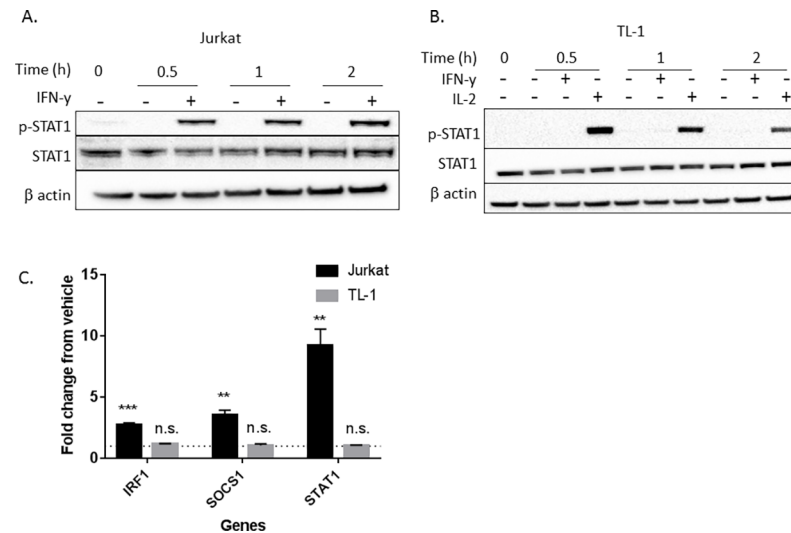 A.
Jurkat
Time (h) 0 0.5 1 2
IFN-y - - + - + - +
p-STAT1
STAT1
β actin
B.
TL-1
Time (h) 0 0.5 1 2
IFN-y - - + - - + - - + -
IL-2 - - - + - - + - - +
p-STAT1
STAT1
β actin
C.
Jurkat
TL-1
Fold change from vehicle
15
10
5
0
***
n.s.
**
n.s.
**
n.s.
IRF1
SOCS1
STAT1
Genes